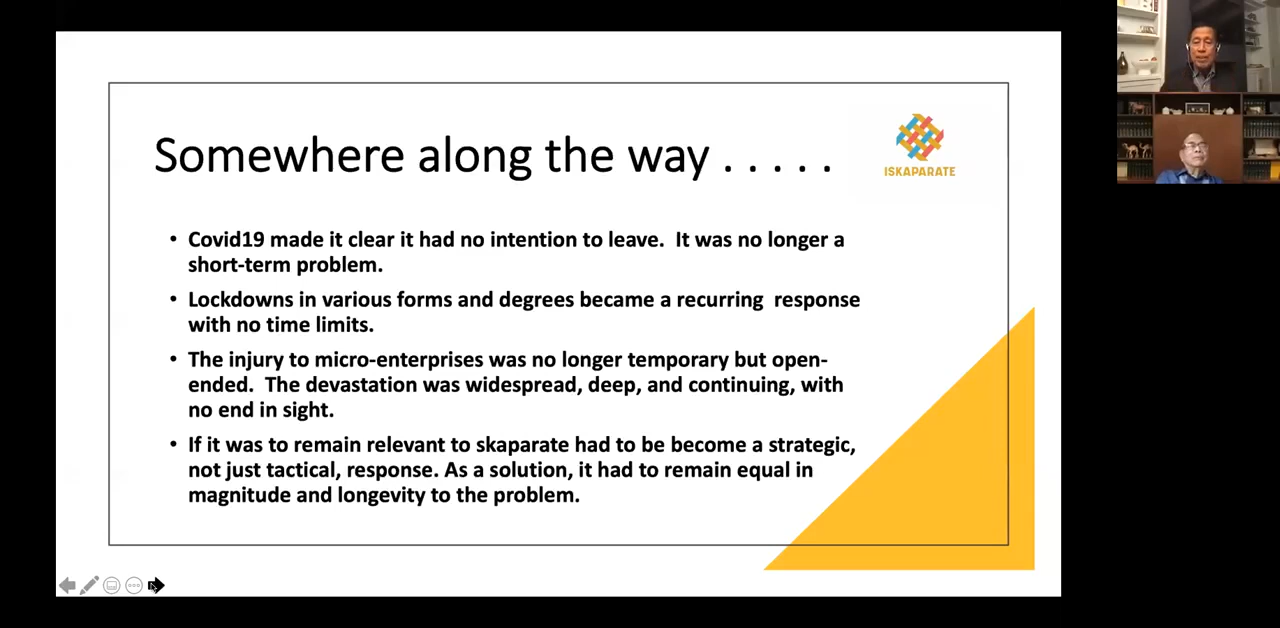 Somewhere along the way . . . . .
ISKAPARATE
• Covid19 made it clear it had no intention to leave.  It was no longer a
short-term problem.
• Lockdowns in various forms and degrees became a recurring  response
with no time limits.
• The injury to micro-enterprises was no longer temporary but open-
ended.  The devastation was widespread, deep, and continuing, with
no end in sight.
• If it was to remain relevant to skaparate had to be become a strategic,
not just tactical, response. As a solution, it had to remain equal in
magnitude and longevity to the problem.